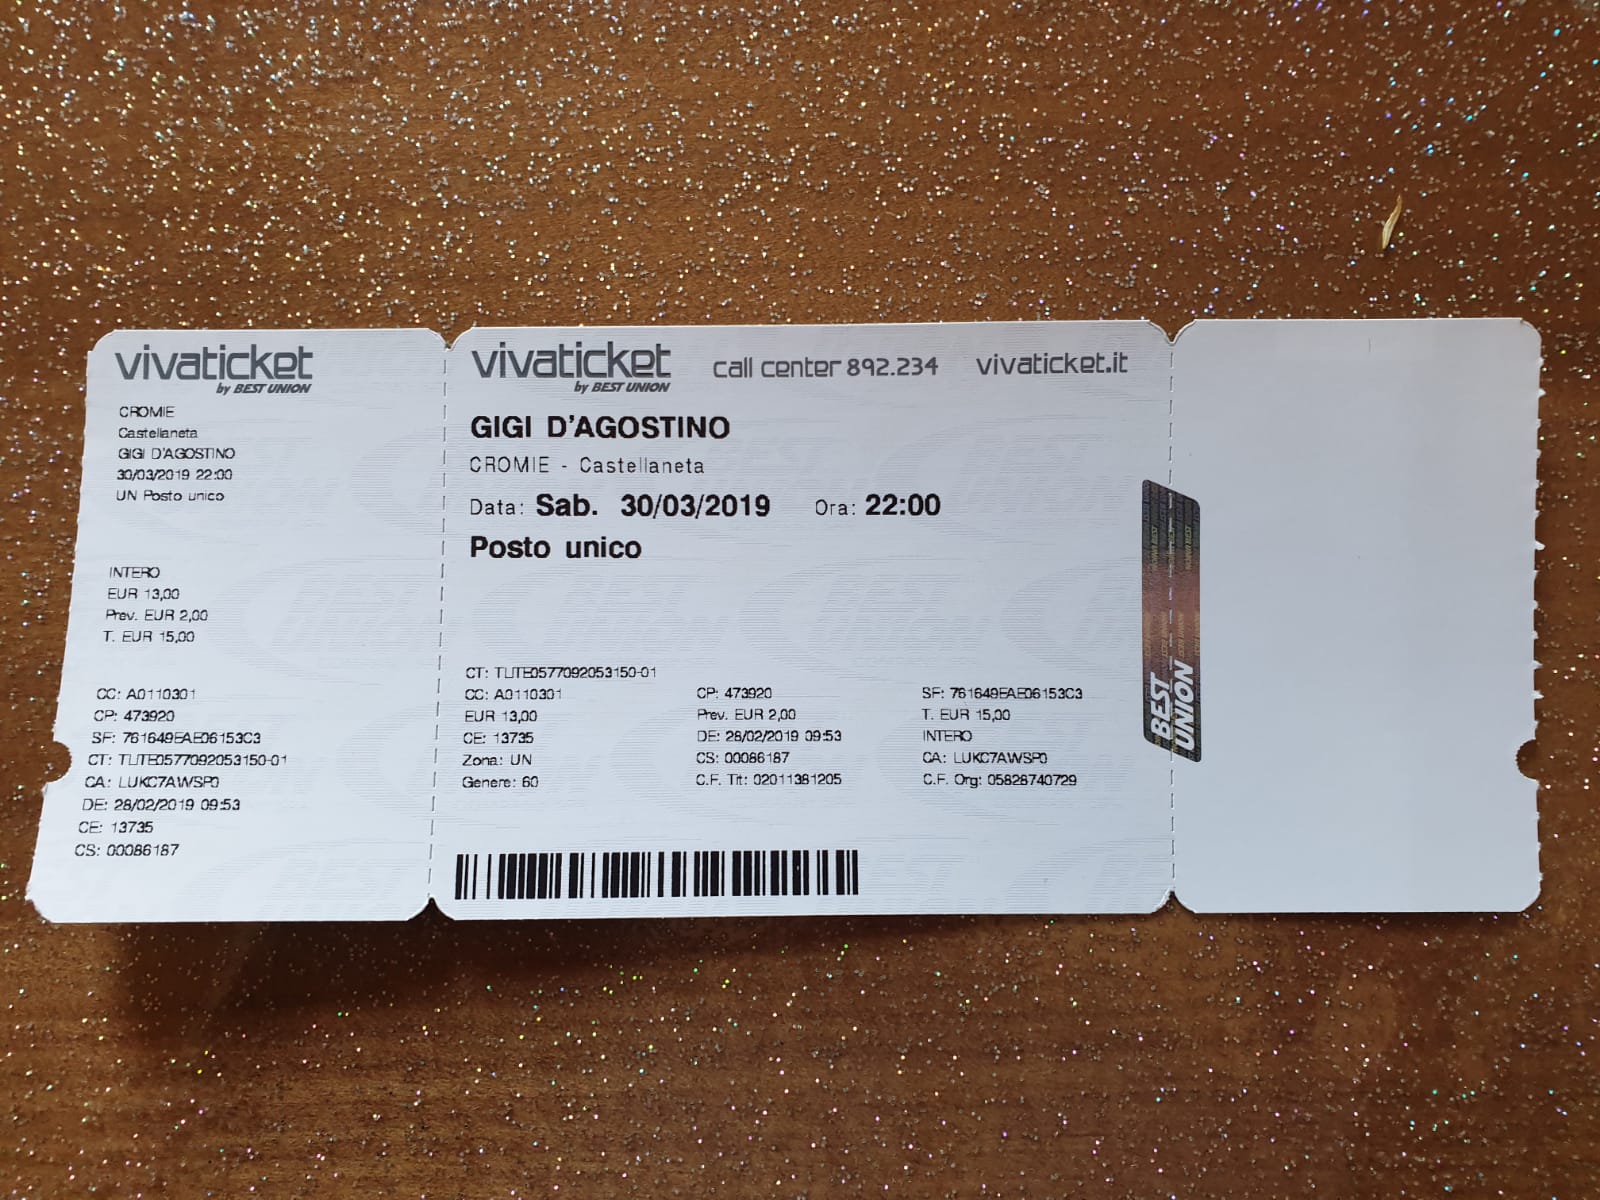 vivaticket
by BEST UNION
CROMIE
Castellaneta
GIGI D'AGOSTINO
30/03/2019 22:00
UN Posto unico
INTERO
EUR 13,00
Prev. EUR 2,00
T. EUR 15,00
CC: A0110301
CP: 473920
SF: 761649EAE06153C3
CT: TLITE0577092053150-01
CA: LUKC7AWSP0
DE: 28/02/2019 09:53
CE: 13735
CS: 00086187
vivaticket
by BEST UNION
call center 892.234 vivaticket.it
GIGI D'AGOSTINO
CROMIE - Castellaneta
Data: Sab. 30/03/2019 Ora: 22:00
Posto unico
CT: TLITE0577092053150-01
CC: A0110301 CP: 473920 SF: 761649EAE06153C3
EUR 13,00 Prev. EUR 2,00 T. EUR 15,00
CE: 13735 DE: 28/02/2019 09:53 INTERO
Zona: UN CS: 00086187 CA: LUKC7AWSP0
Genere: 60 C.F. Tit: 02011381205 C.F. Org: 05828740729
BEST
UNION